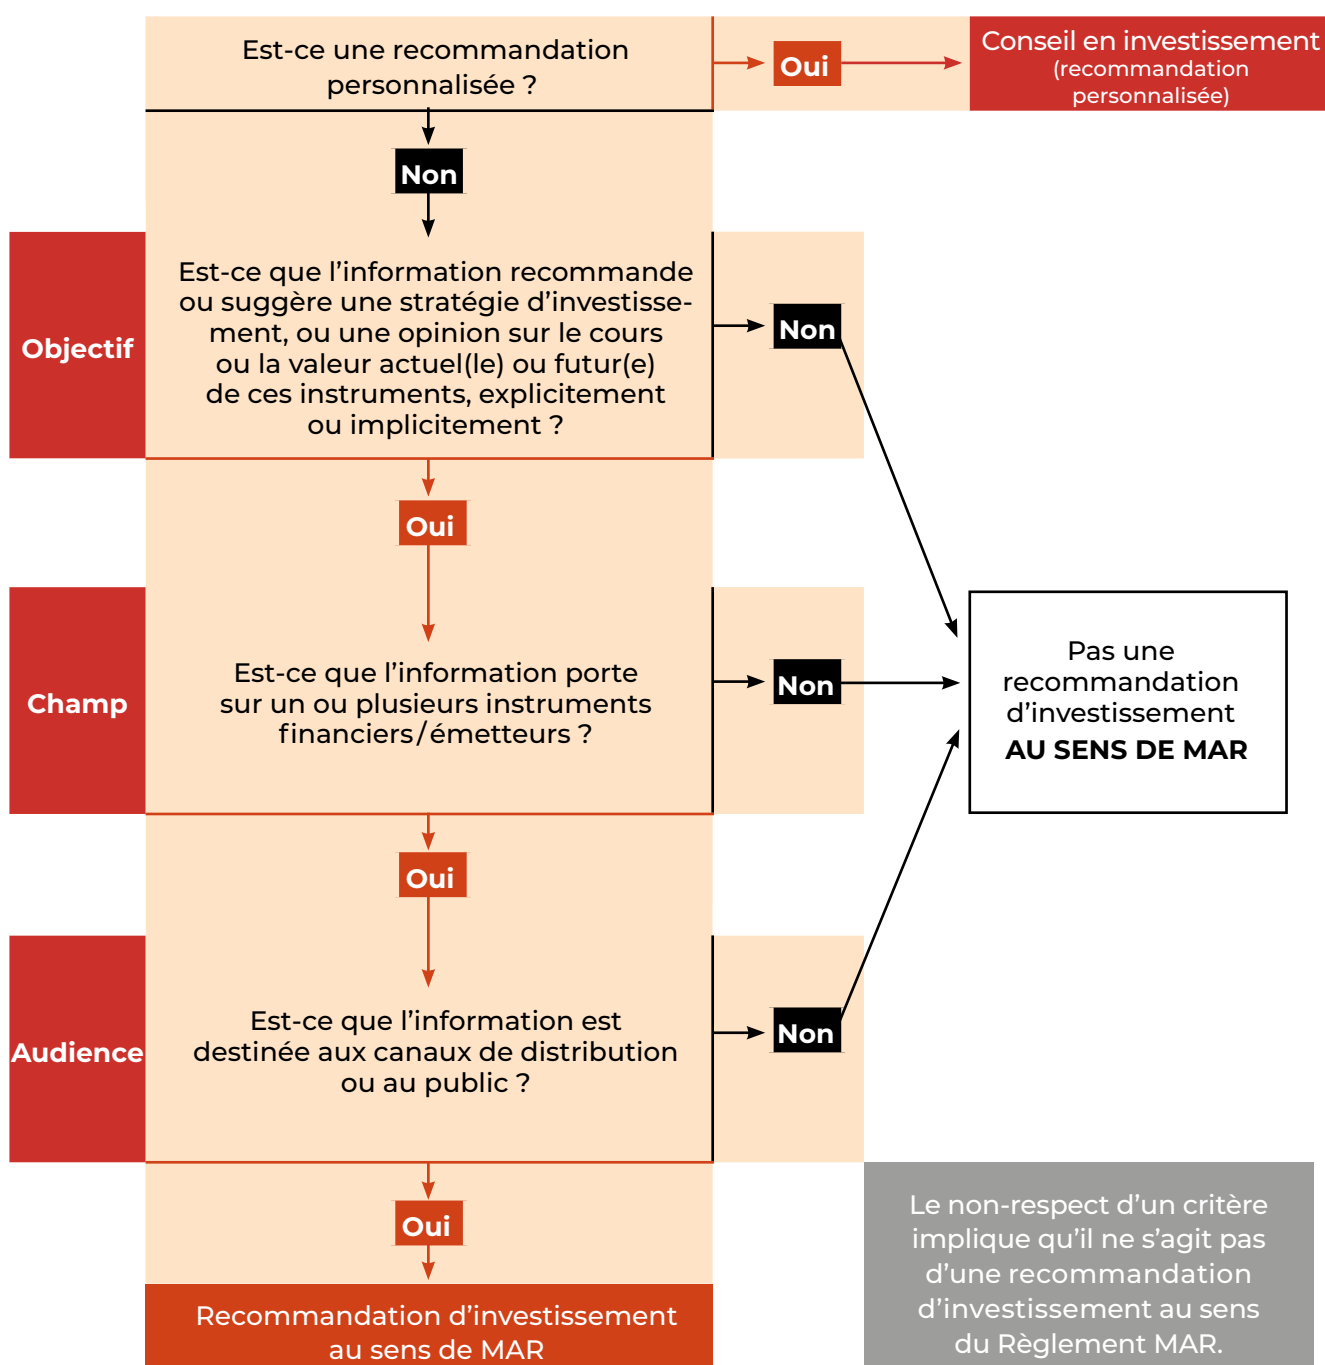 Est-ce une recommandation
personnalisée ?
Oui
Conseil en investissement
(recommandation
personnalisée)
Non
Objectif
Est-ce que l’information recommande
ou suggère une stratégie d’investisse-
ment, ou une opinion sur le cours
ou la valeur actuel(le) ou futur(e)
de ces instruments, explicitement
ou implicitement ?
Non
Oui
Champ
Est-ce que l’information porte
sur un ou plusieurs instruments
financiers/émetteurs ?
Non
Pas une
recommandation
d’investissement
AU SENS DE MAR
Oui
Audience
Est-ce que l’information est
destinée aux canaux de distribution
ou au public ?
Non
Oui
Recommandation d’investissement
au sens de MAR
Le non-respect d’un critère
implique qu’il ne s’agit pas
d’une recommandation
d’investissement au sens
du Règlement MAR.